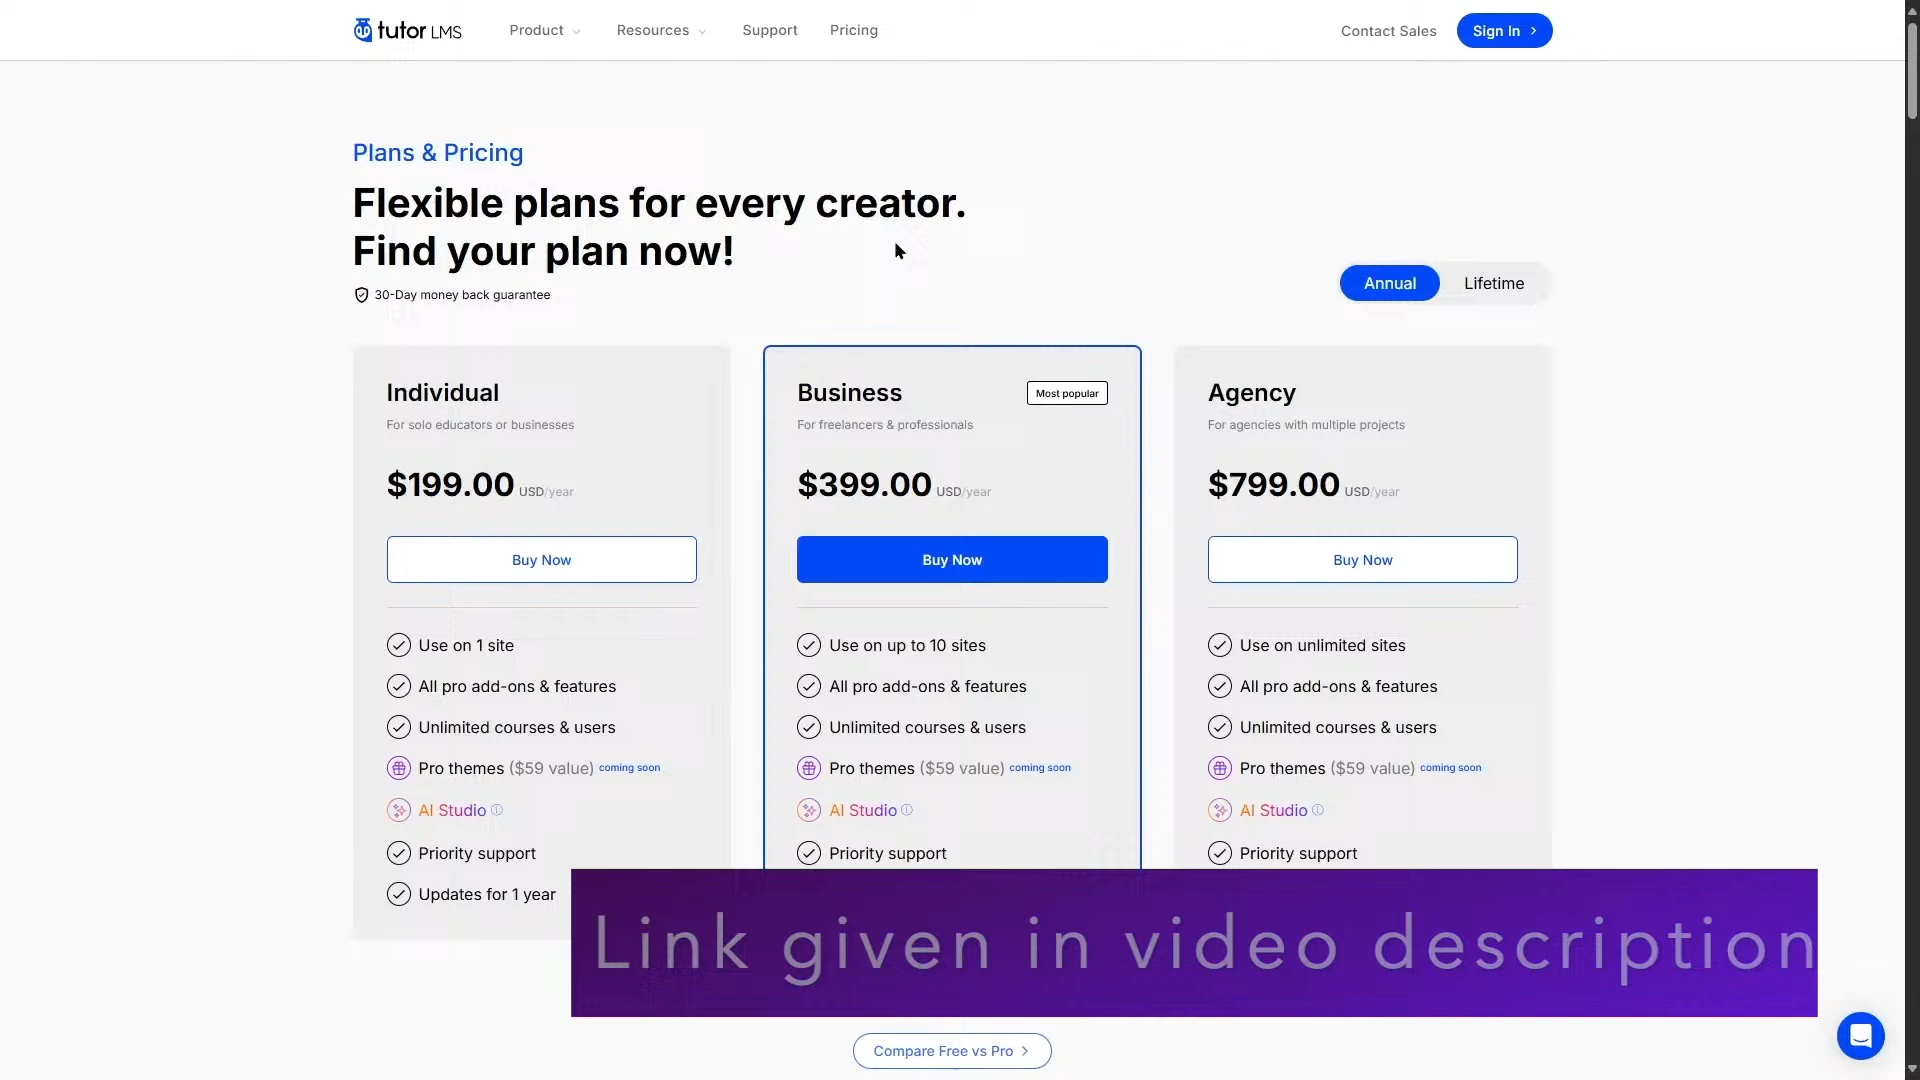 tutor LMS
Product
Resources
Support
Pricing
Contact Sales
Sign In
Plans & Pricing
Flexible plans for every creator.
Find your plan now!
30-Day money back guarantee
Annual
Lifetime
Individual
For solo educators or businesses
$199.00 USD/year
Buy Now
Use on 1 site
All pro add-ons & features
Unlimited courses & users
Pro themes ($59 value) coming soon
AI Studio
Priority support
Updates for 1 year
Business
Most popular
For freelancers & professionals
$399.00 USD/year
Buy Now
Use on up to 10 sites
All pro add-ons & features
Unlimited courses & users
Pro themes ($59 value) coming soon
AI Studio
Priority support
Agency
For agencies with multiple projects
$799.00 USD/year
Buy Now
Use on unlimited sites
All pro add-ons & features
Unlimited courses & users
Pro themes ($59 value) coming soon
AI Studio
Priority support
Link given in video description
Compare Free vs Pro